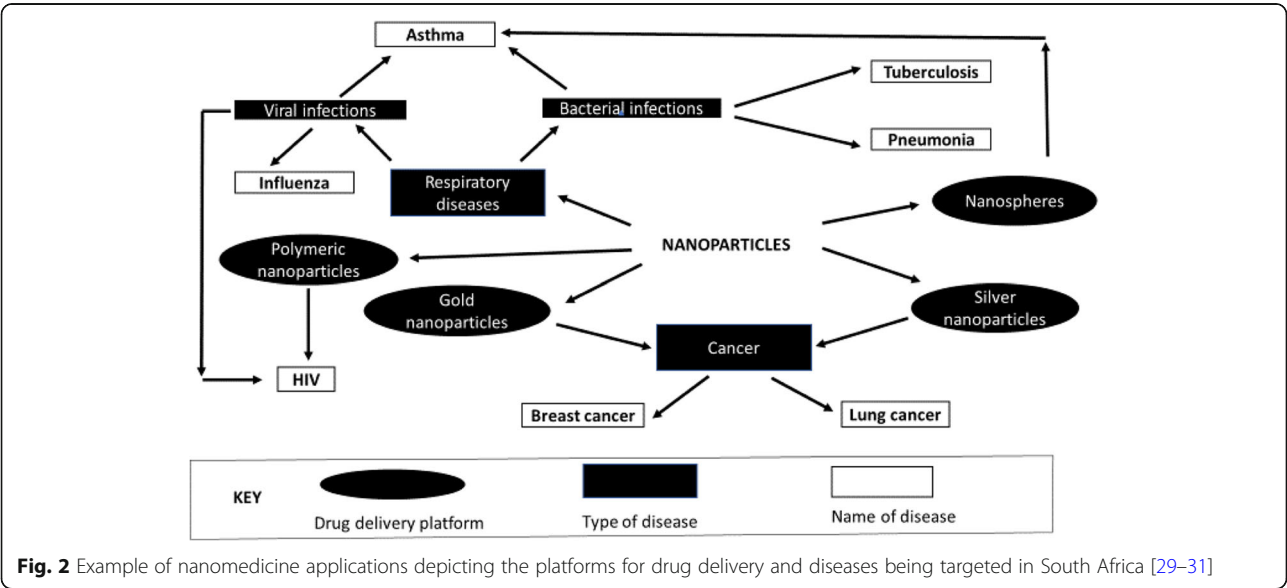 Asthma
Tuberculosis
Viral infections
Bacterial infections
Pneumonia
Influenza
Respiratory
diseases
Nanospheres
NANOPARTICLES
Polymeric
nanoparticles
Gold
nanoparticles
Silver
nanoparticles
Cancer
HIV
Breast cancer
Lung cancer
KEY
Drug delivery platform
Type of disease
Name of disease
Fig. 2 Example of nanomedicine applications depicting the platforms for drug delivery and diseases being targeted in South Africa [29–31]